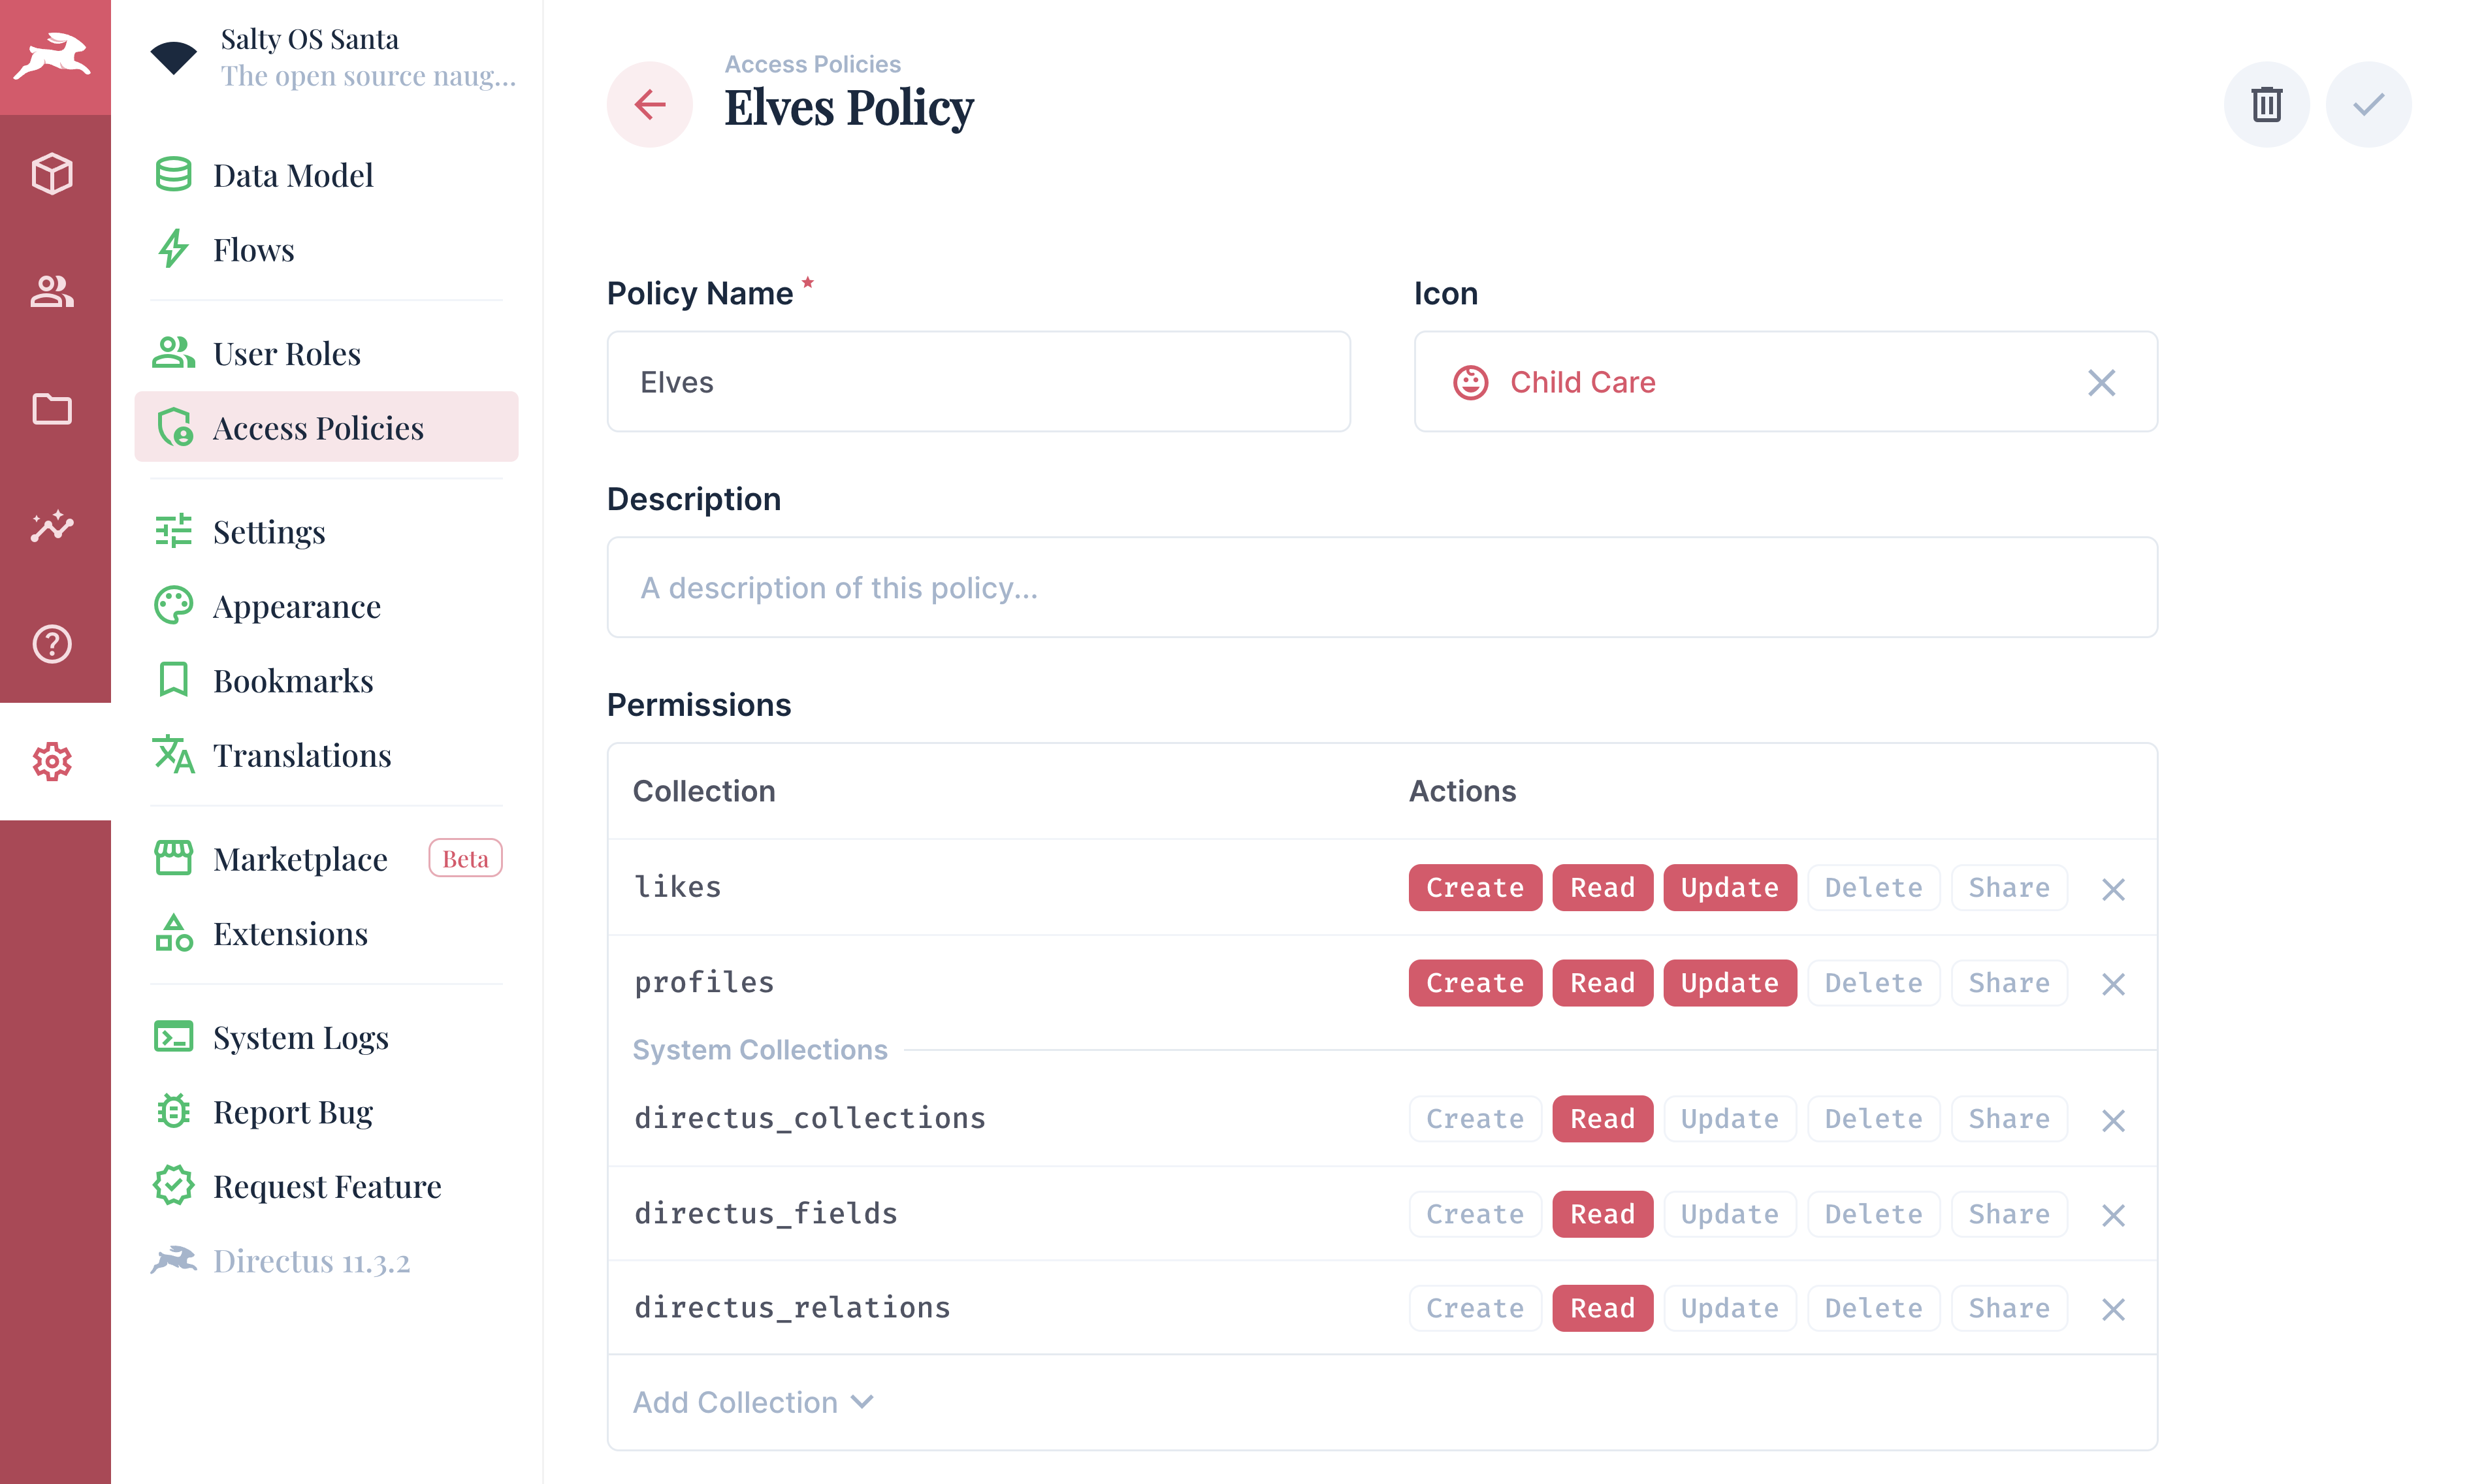 Salty OS Santa
The open source naug...
Data Model
Flows
User Roles
Access Policies
Settings
Appearance
Bookmarks
Translations
Marketplace Beta
Extensions
System Logs
Report Bug
Request Feature
Directus 11.3.2
Access Policies
Elves Policy
Policy Name *
Icon
Elves
Child Care
Description
A description of this policy...
Permissions
Collection Actions
likes Create Read Update Delete Share
profiles Create Read Update Delete Share
System Collections
directus_collections Create Read Update Delete Share
directus_fields Create Read Update Delete Share
directus_relations Create Read Update Delete Share
Add Collection